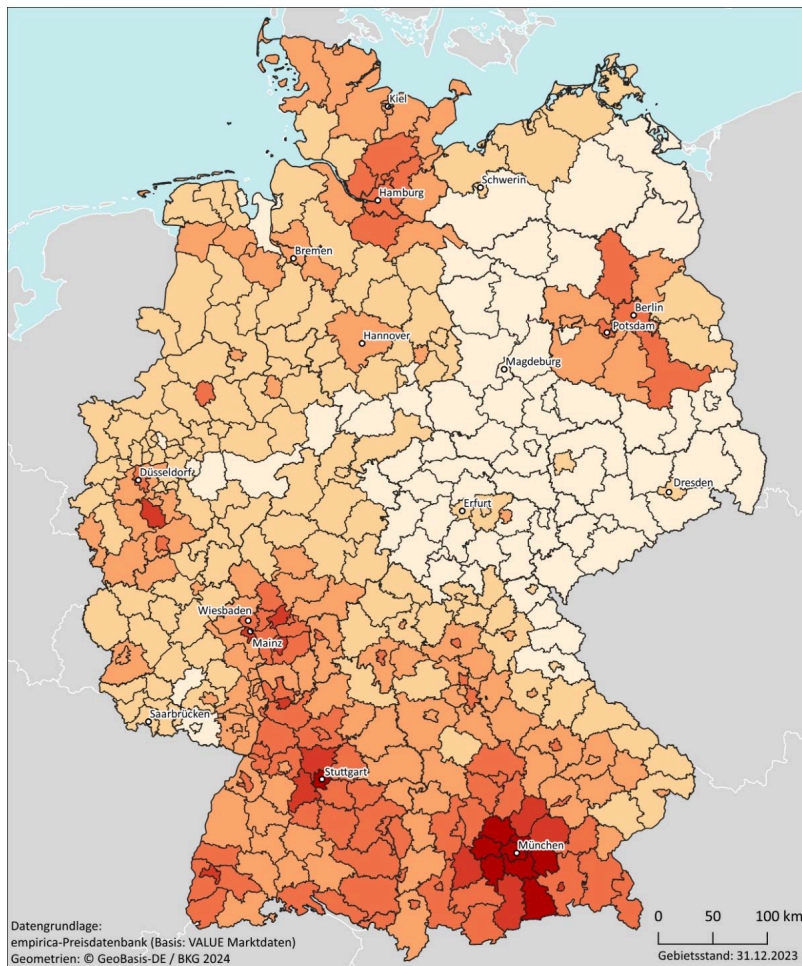 Kiel
Schwerin
Hamburg
Bremen
Berlin
Potsdam
Hannover
Magdeburg
Düsseldorf
Dresden
Erfurt
Wiesbaden
Mainz
Saarbrücken
Stuttgart
München
Datengrundlage:
empirica-Preisdatenbank (Basis: VALUE Marktdaten)
Geometrien: © GeoBasis-DE / BKG 2024
0 50 100 km
Gebietsstand: 31.12.2023